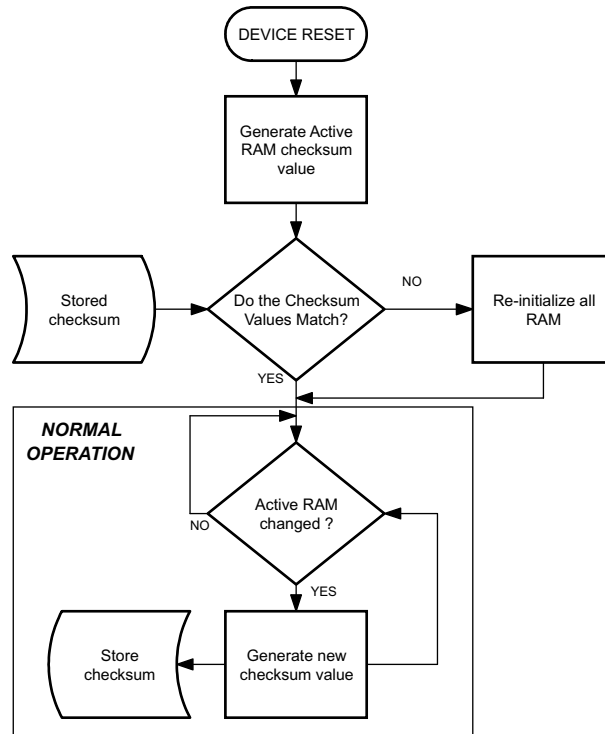 DEVICE RESET
Generate Active
RAM checksum
value
Stored
checksum
Do the Checksum
Values Match?
NO
Re-initialize all
RAM
YES
NORMAL
OPERATION
Active RAM
changed ?
NO
YES
Store
checksum
Generate new
checksum value